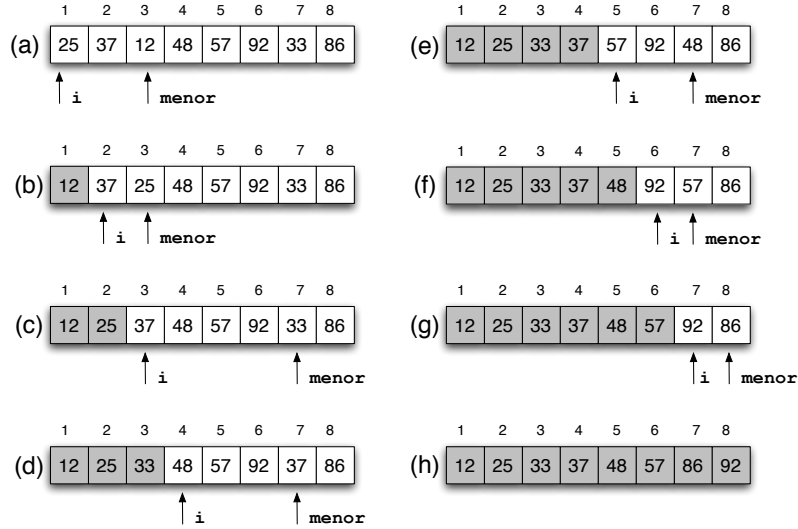 1 2 3 4 5 6 7 8
(a) 25 37 12 48 57 92 33 86
i menor
1 2 3 4 5 6 7 8
(b) 12 37 25 48 57 92 33 86
i menor
1 2 3 4 5 6 7 8
(c) 12 25 37 48 57 92 33 86
i menor
1 2 3 4 5 6 7 8
(d) 12 25 33 48 57 92 37 86
i menor
1 2 3 4 5 6 7 8
(e) 12 25 33 37 57 92 48 86
i menor
1 2 3 4 5 6 7 8
(f) 12 25 33 37 48 92 57 86
i menor
1 2 3 4 5 6 7 8
(g) 12 25 33 37 48 57 92 86
i menor
1 2 3 4 5 6 7 8
(h) 12 25 33 37 48 57 86 92